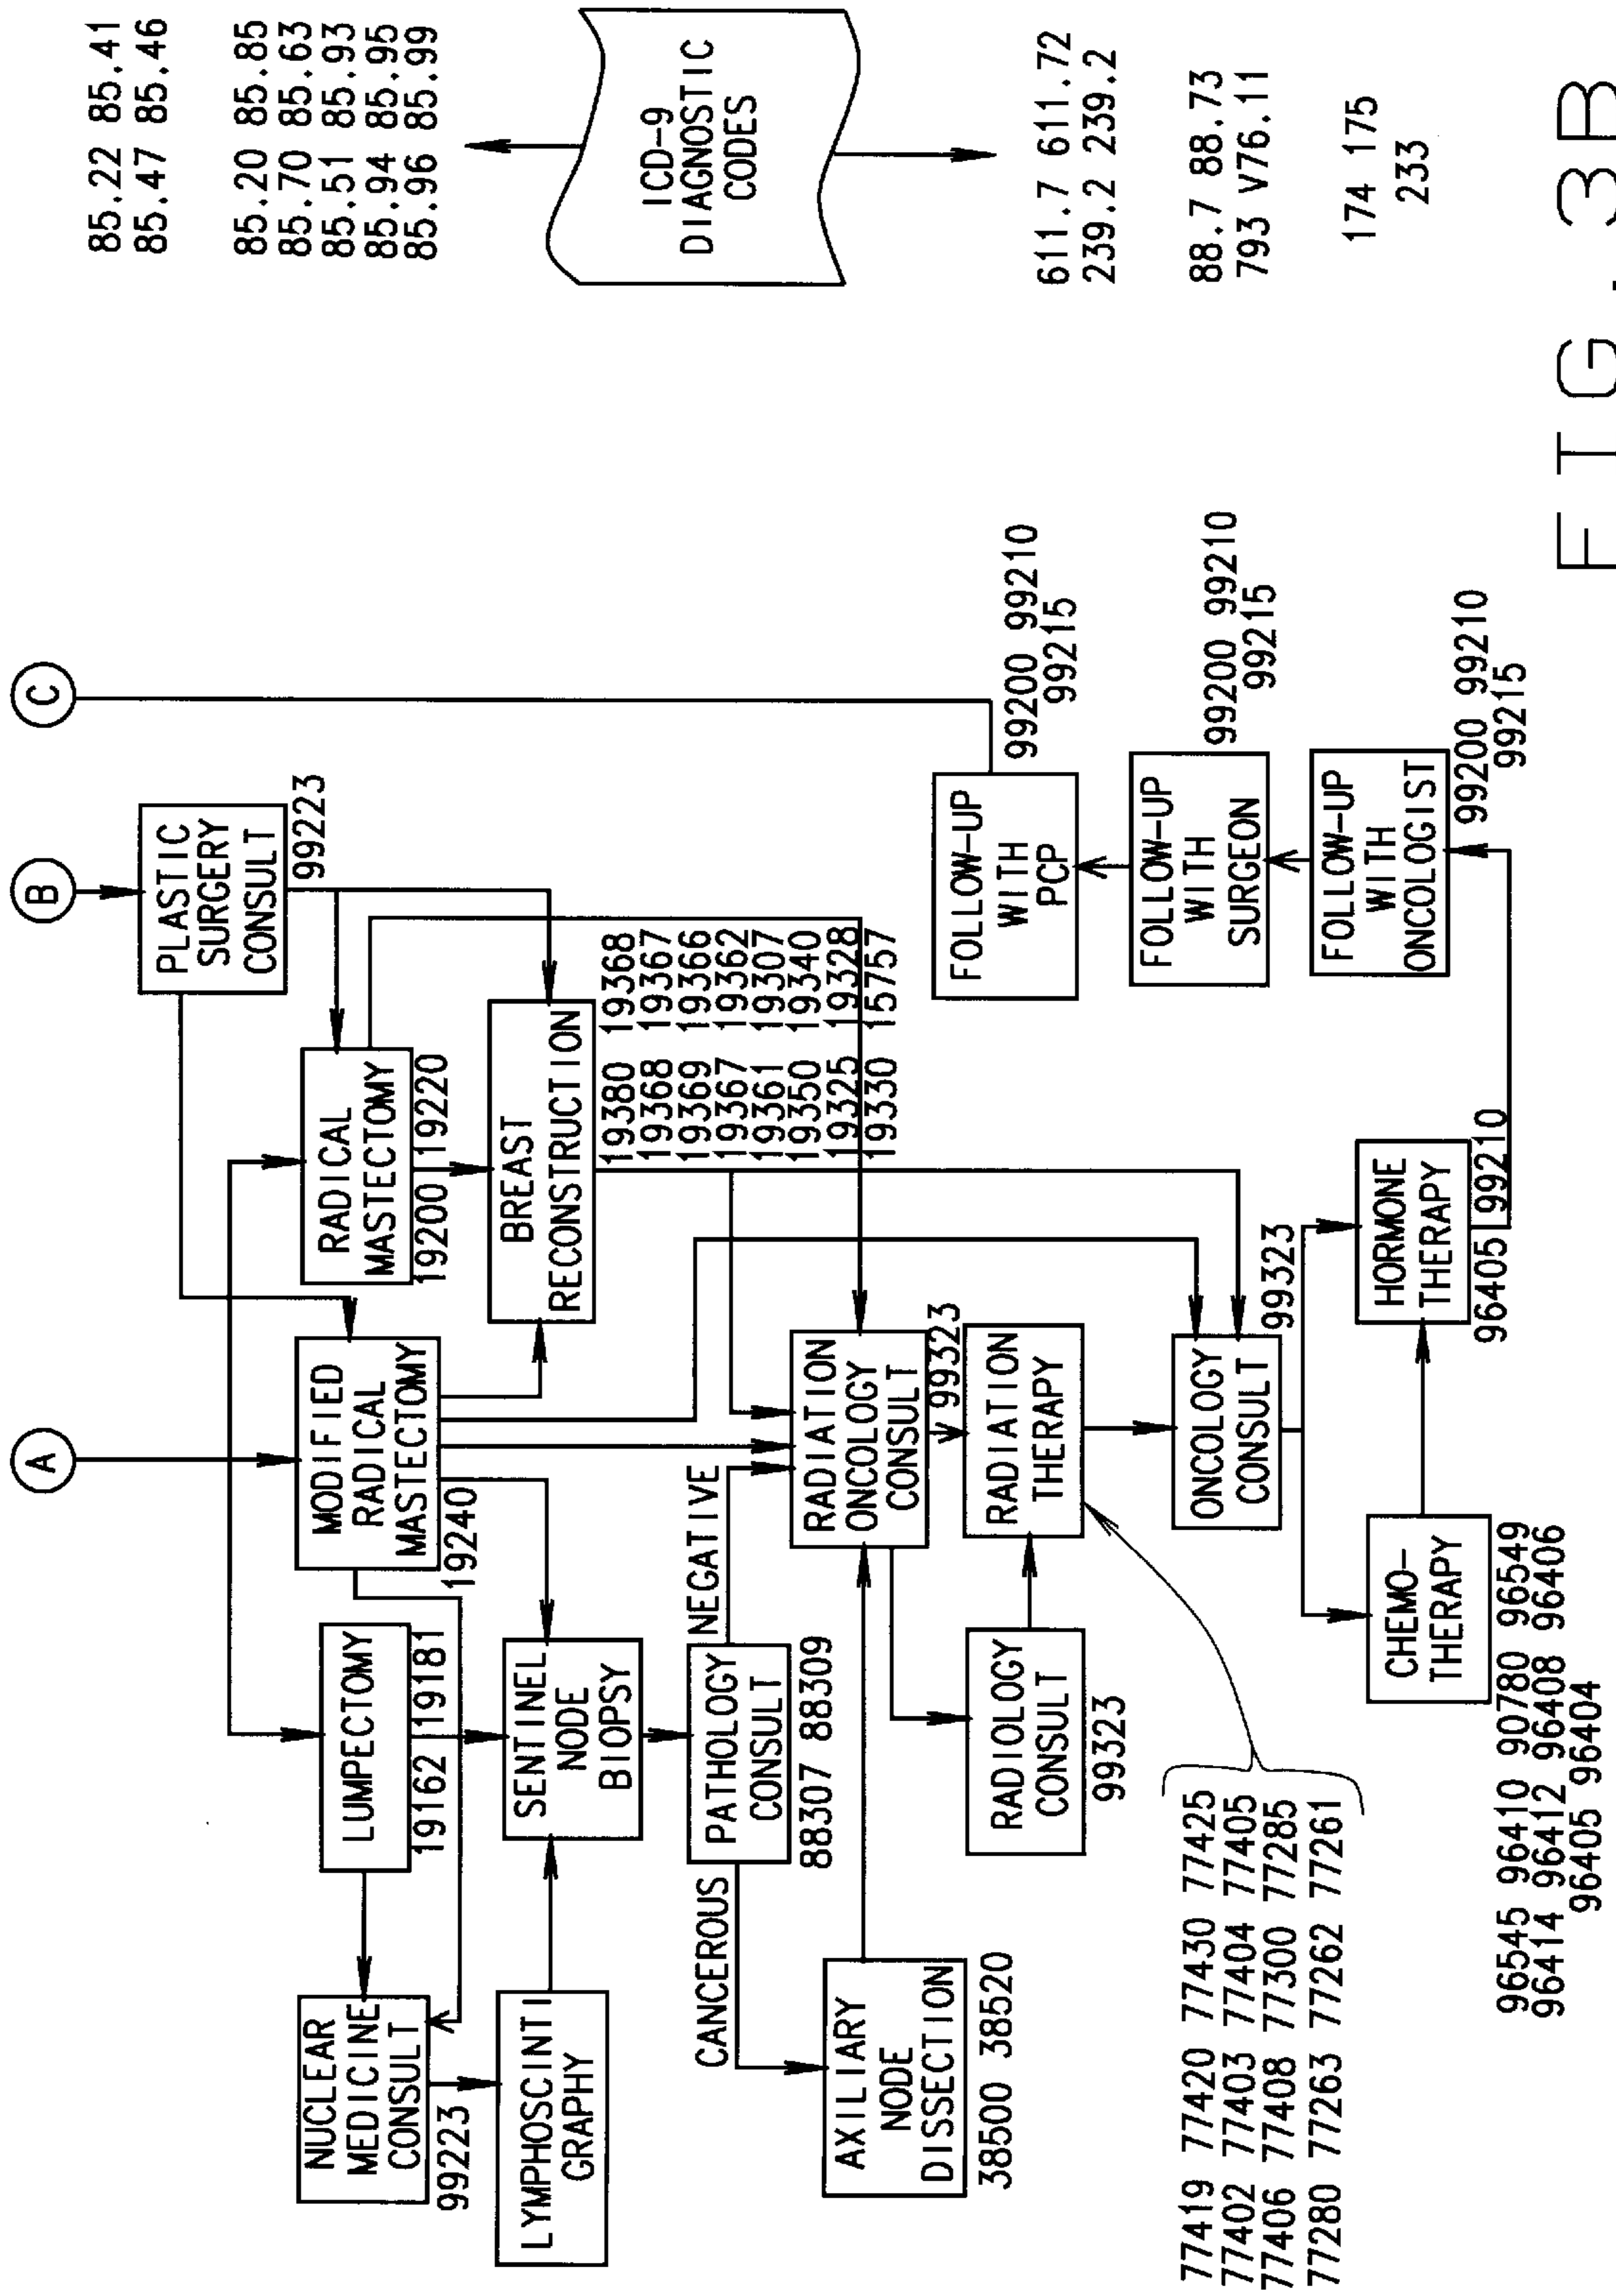 A
B
C
PLASTIC
SURGERY
CONSULT
99223
NUCLEAR
MEDICINE
CONSULT
99223
LUMPECTOMY
19162 19181
MODIFIED
RADICAL
MASTECTOMY
19240
RADICAL
MASTECTOMY
19200 19220
LYMPHOSCINTI
GRAPHY
SENTINEL
NODE
BIOPSY
BREAST
RECONSTRUCTION
19380 19368
19368 19367
19369 19366
19367 19362
19361 19307
19350 19340
19325 19328
19330 15757
CANCEROUS
PATHOLOGY
CONSULT
88307 88309
NEGATIVE
AXILIARY
NODE
DISSECTION
38500 38520
RADIATION
ONCOLOGY
CONSULT
99323
RADIOLOGY
CONSULT
99323
RADIATION
THERAPY
77419 77420 77430 77425
77402 77403 77404 77405
77406 77408 77300 77285
77280 77263 77262 77261
ONCOLOGY
CONSULT
99323
CHEMO-
THERAPY
96545 96410 90780 96549
96414 96412 96408 96406
96405 96404
HORMONE
THERAPY
96405 99210
FOLLOW-UP
WITH
PCP
99200 99210
99215
FOLLOW-UP
WITH
SURGEON
99200 99210
99215
FOLLOW-UP
WITH
ONCOLOGIST
99200 99210
99215
85.22 85.41
85.47 85.46
85.20 85.85
85.70 85.63
85.51 85.93
85.94 85.95
85.96 85.99
ICD-9
DIAGNOSTIC
CODES
611.7 611.72
239.2 239.2
88.7 88.73
793 v76.11
174 175
233
FIG. 3B